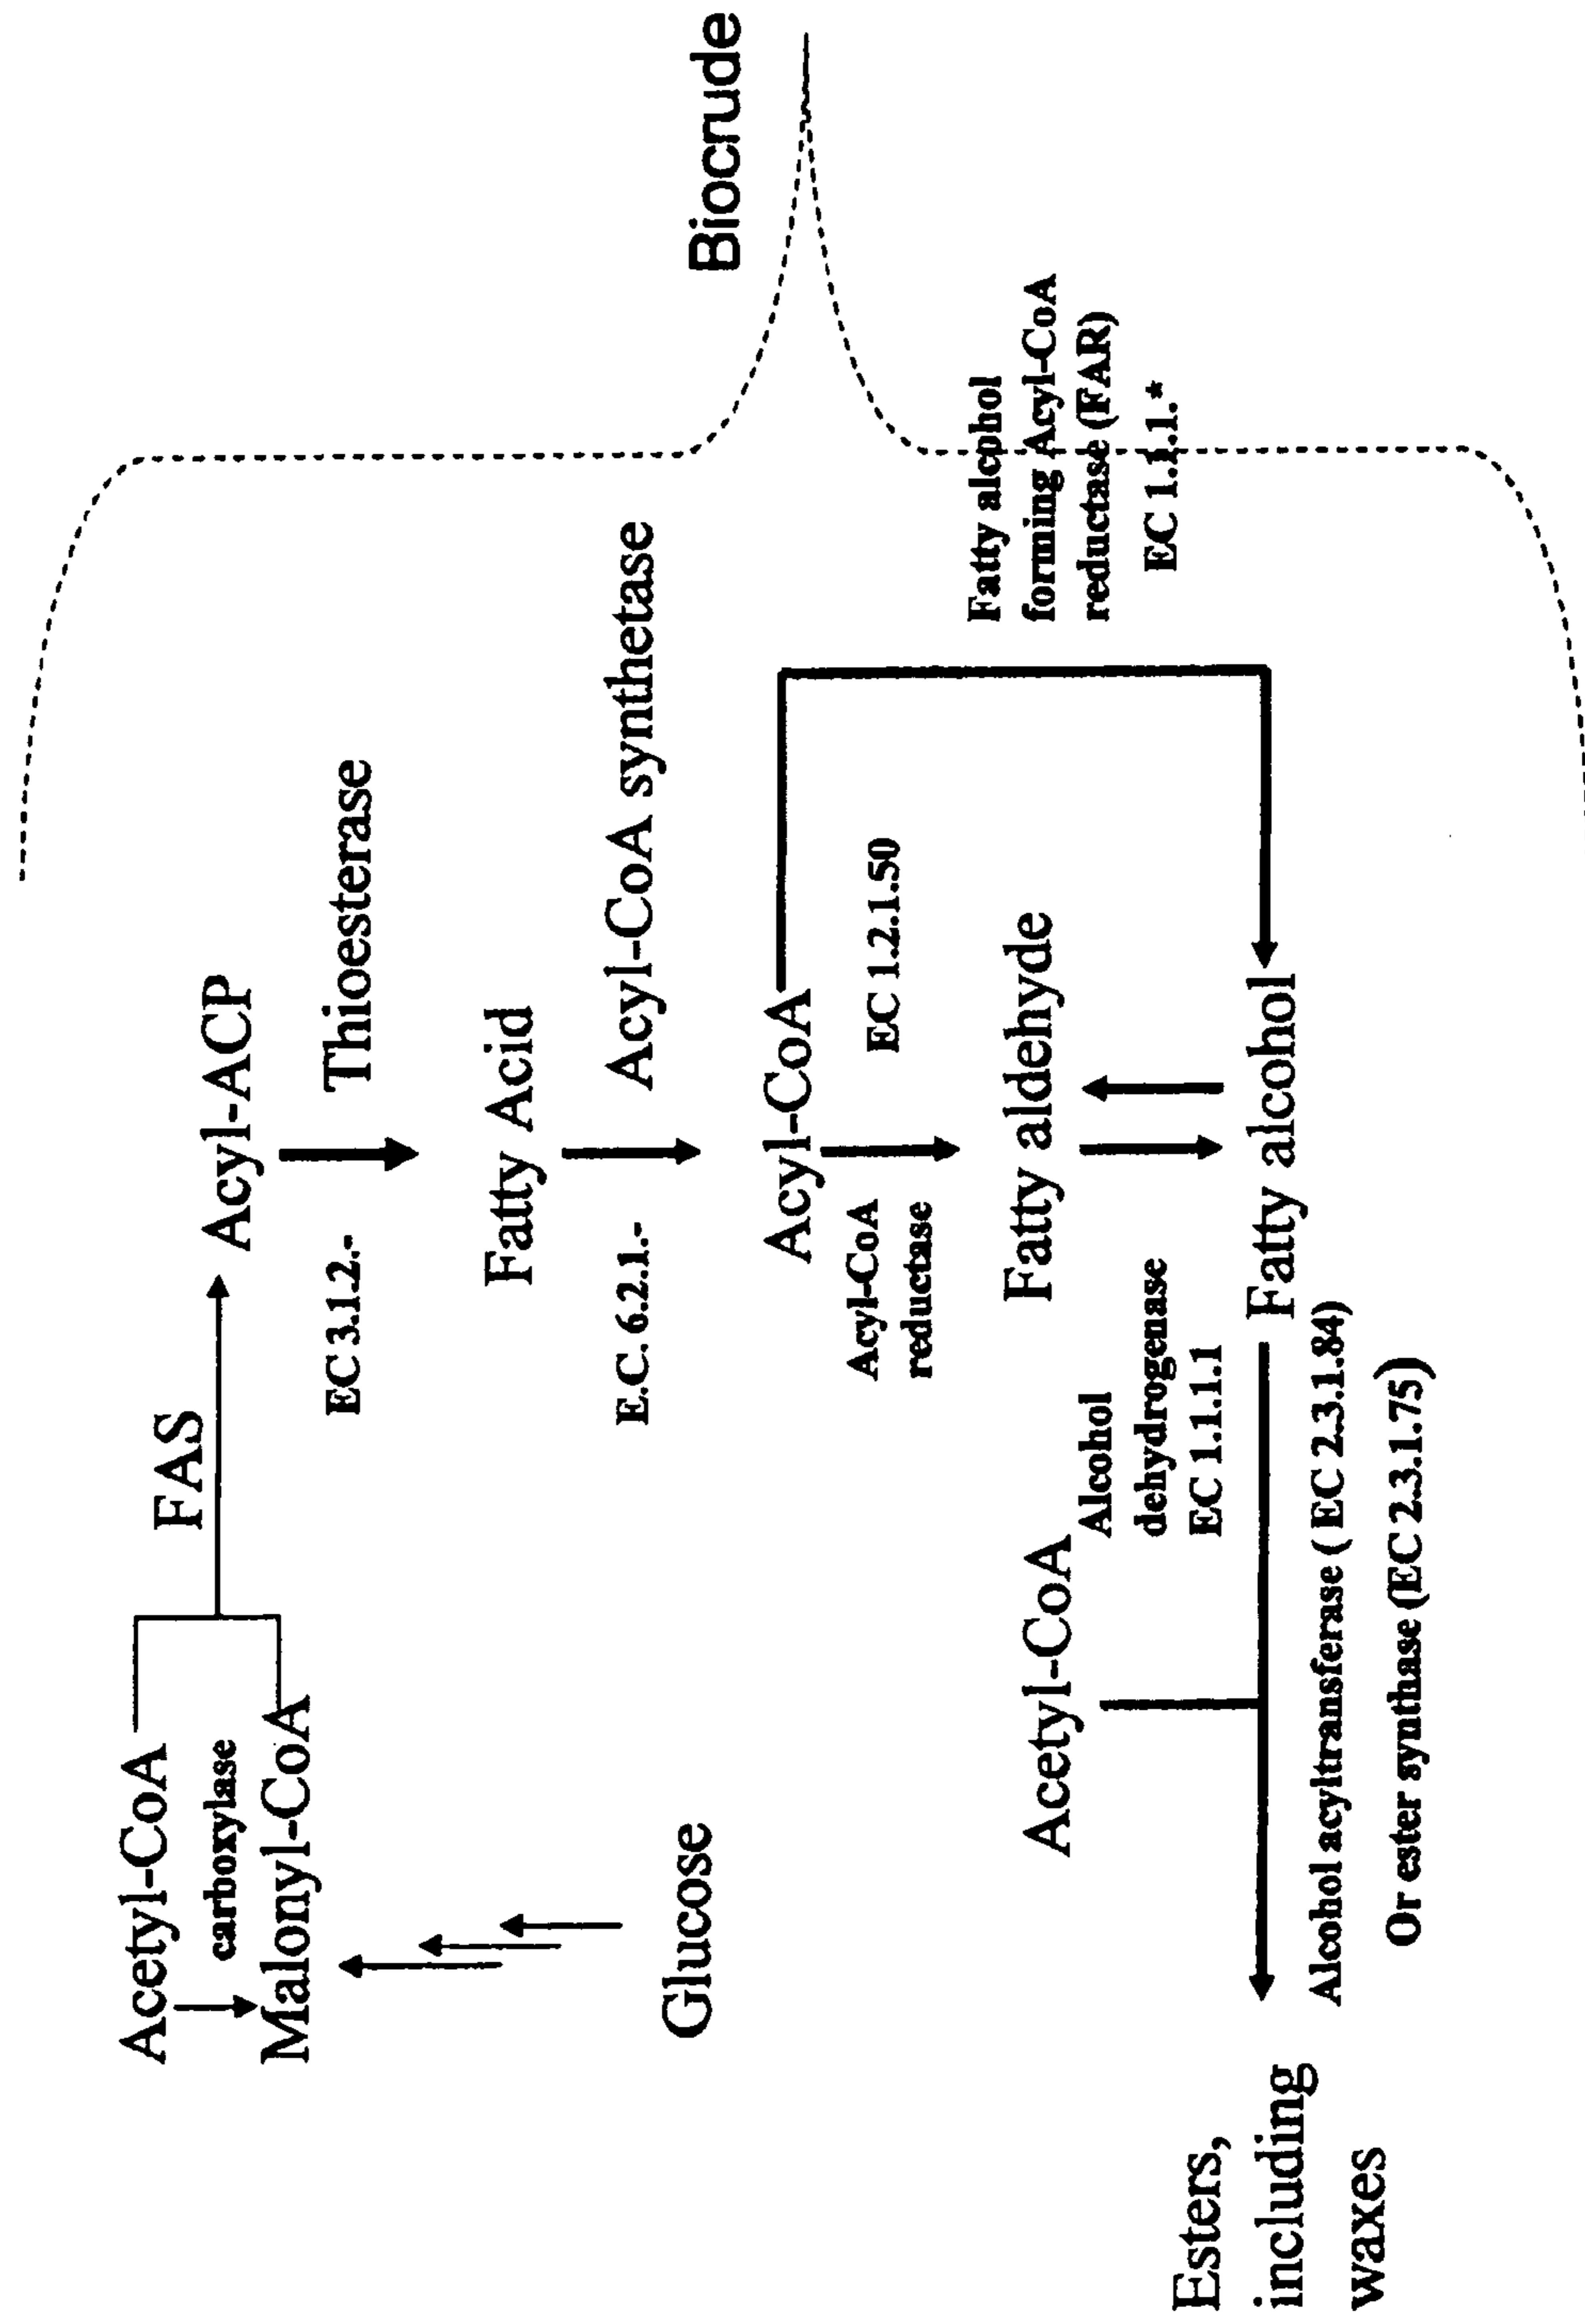 Acetyl-CoA
carboxylase
Malonyl-CoA
Glucose
FAS
Acyl-ACP
EC 3.1.2.-
Thioesterase
Fatty Acid
E.C. 6.2.1.-
Acyl-CoA synthetase
Acyl-CoA
Acyl-CoA
reductase
EC 1.2.1.50
Fatty aldehyde
Alcohol
dehydrogenase
EC 1.1.1.1
Fatty alcohol
Fatty alcphol
forming Acyl-CoA
reductase (FAR)
EC 1.1.1.*
Acetyl-CoA
Alcohol acyltransferase ( EC 2.3.1.84)
Or ester synthase (EC 2.3.1.75)
Esters,
including
waxes
Biocrude